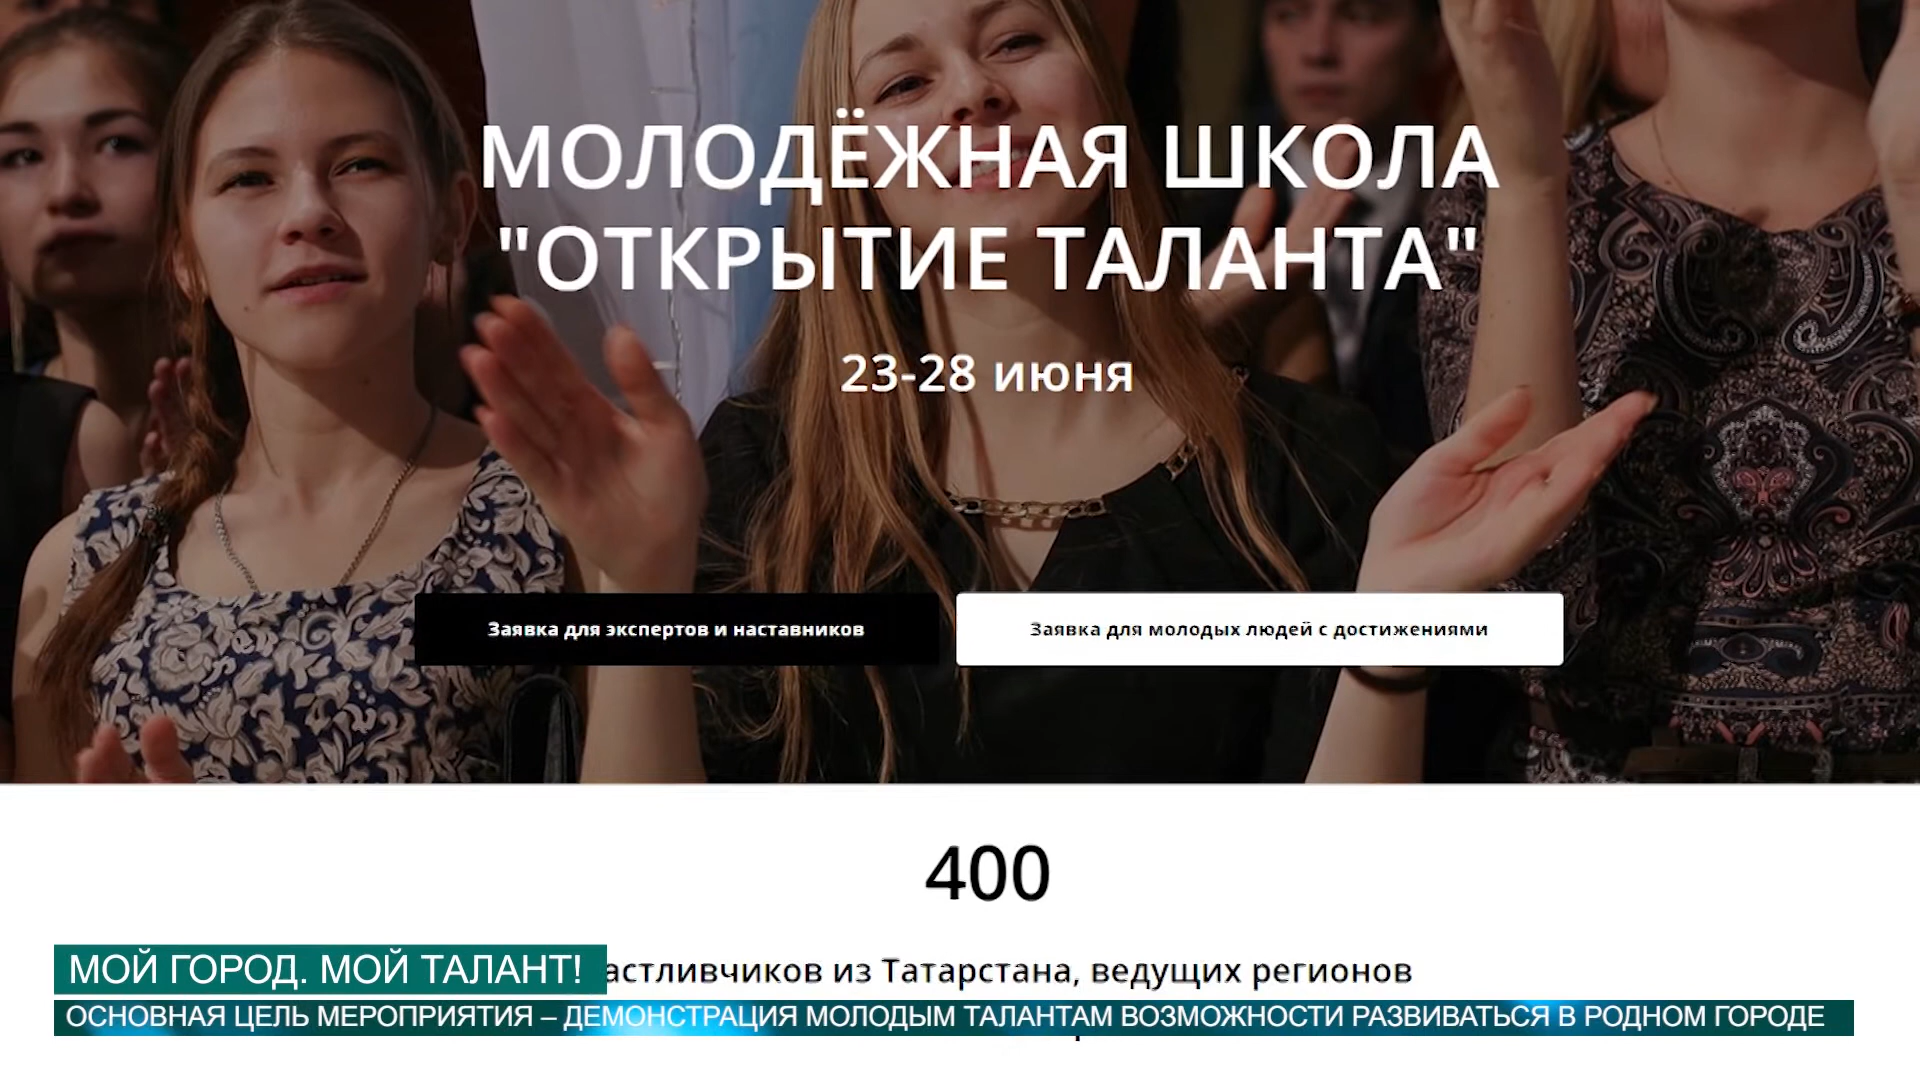 МОЛОДЁЖНАЯ ШКОЛА
"ОТКРЫТИЕ ТАЛАНТА"
23-28 июня
Заявка для экспертов и наставников
Заявка для молодых людей с достижениями
400
из Татарстана, ведущих регионов
МОЙ ГОРОД. МОЙ ТАЛАНТ!
ОСНОВНАЯ ЦЕЛЬ МЕРОПРИЯТИЯ – ДЕМОНСТРАЦИЯ МОЛОДЫМ ТАЛАНТАМ ВОЗМОЖНОСТИ РАЗВИВАТЬСЯ В РОДНОМ ГОРОДЕ